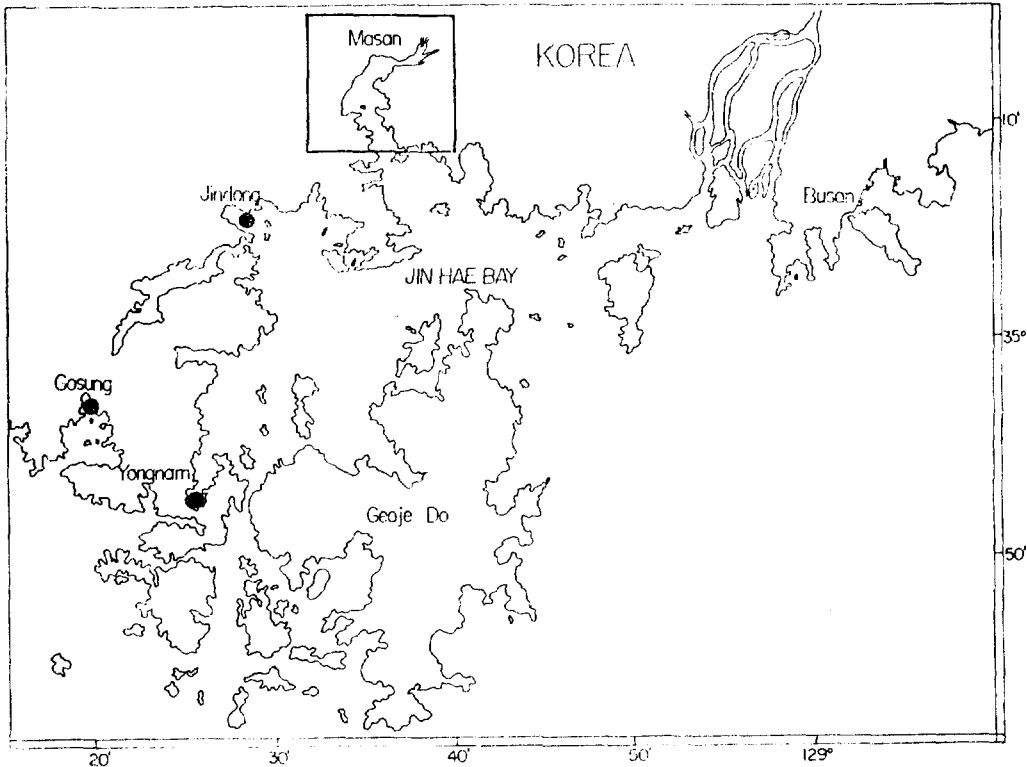 Masan
KOREA
10'
Jindong
Busan
JIN HAE BAY
35°
Gosung
Yongnam
Geoje Do
50'
20'
30'
40'
50'
129°